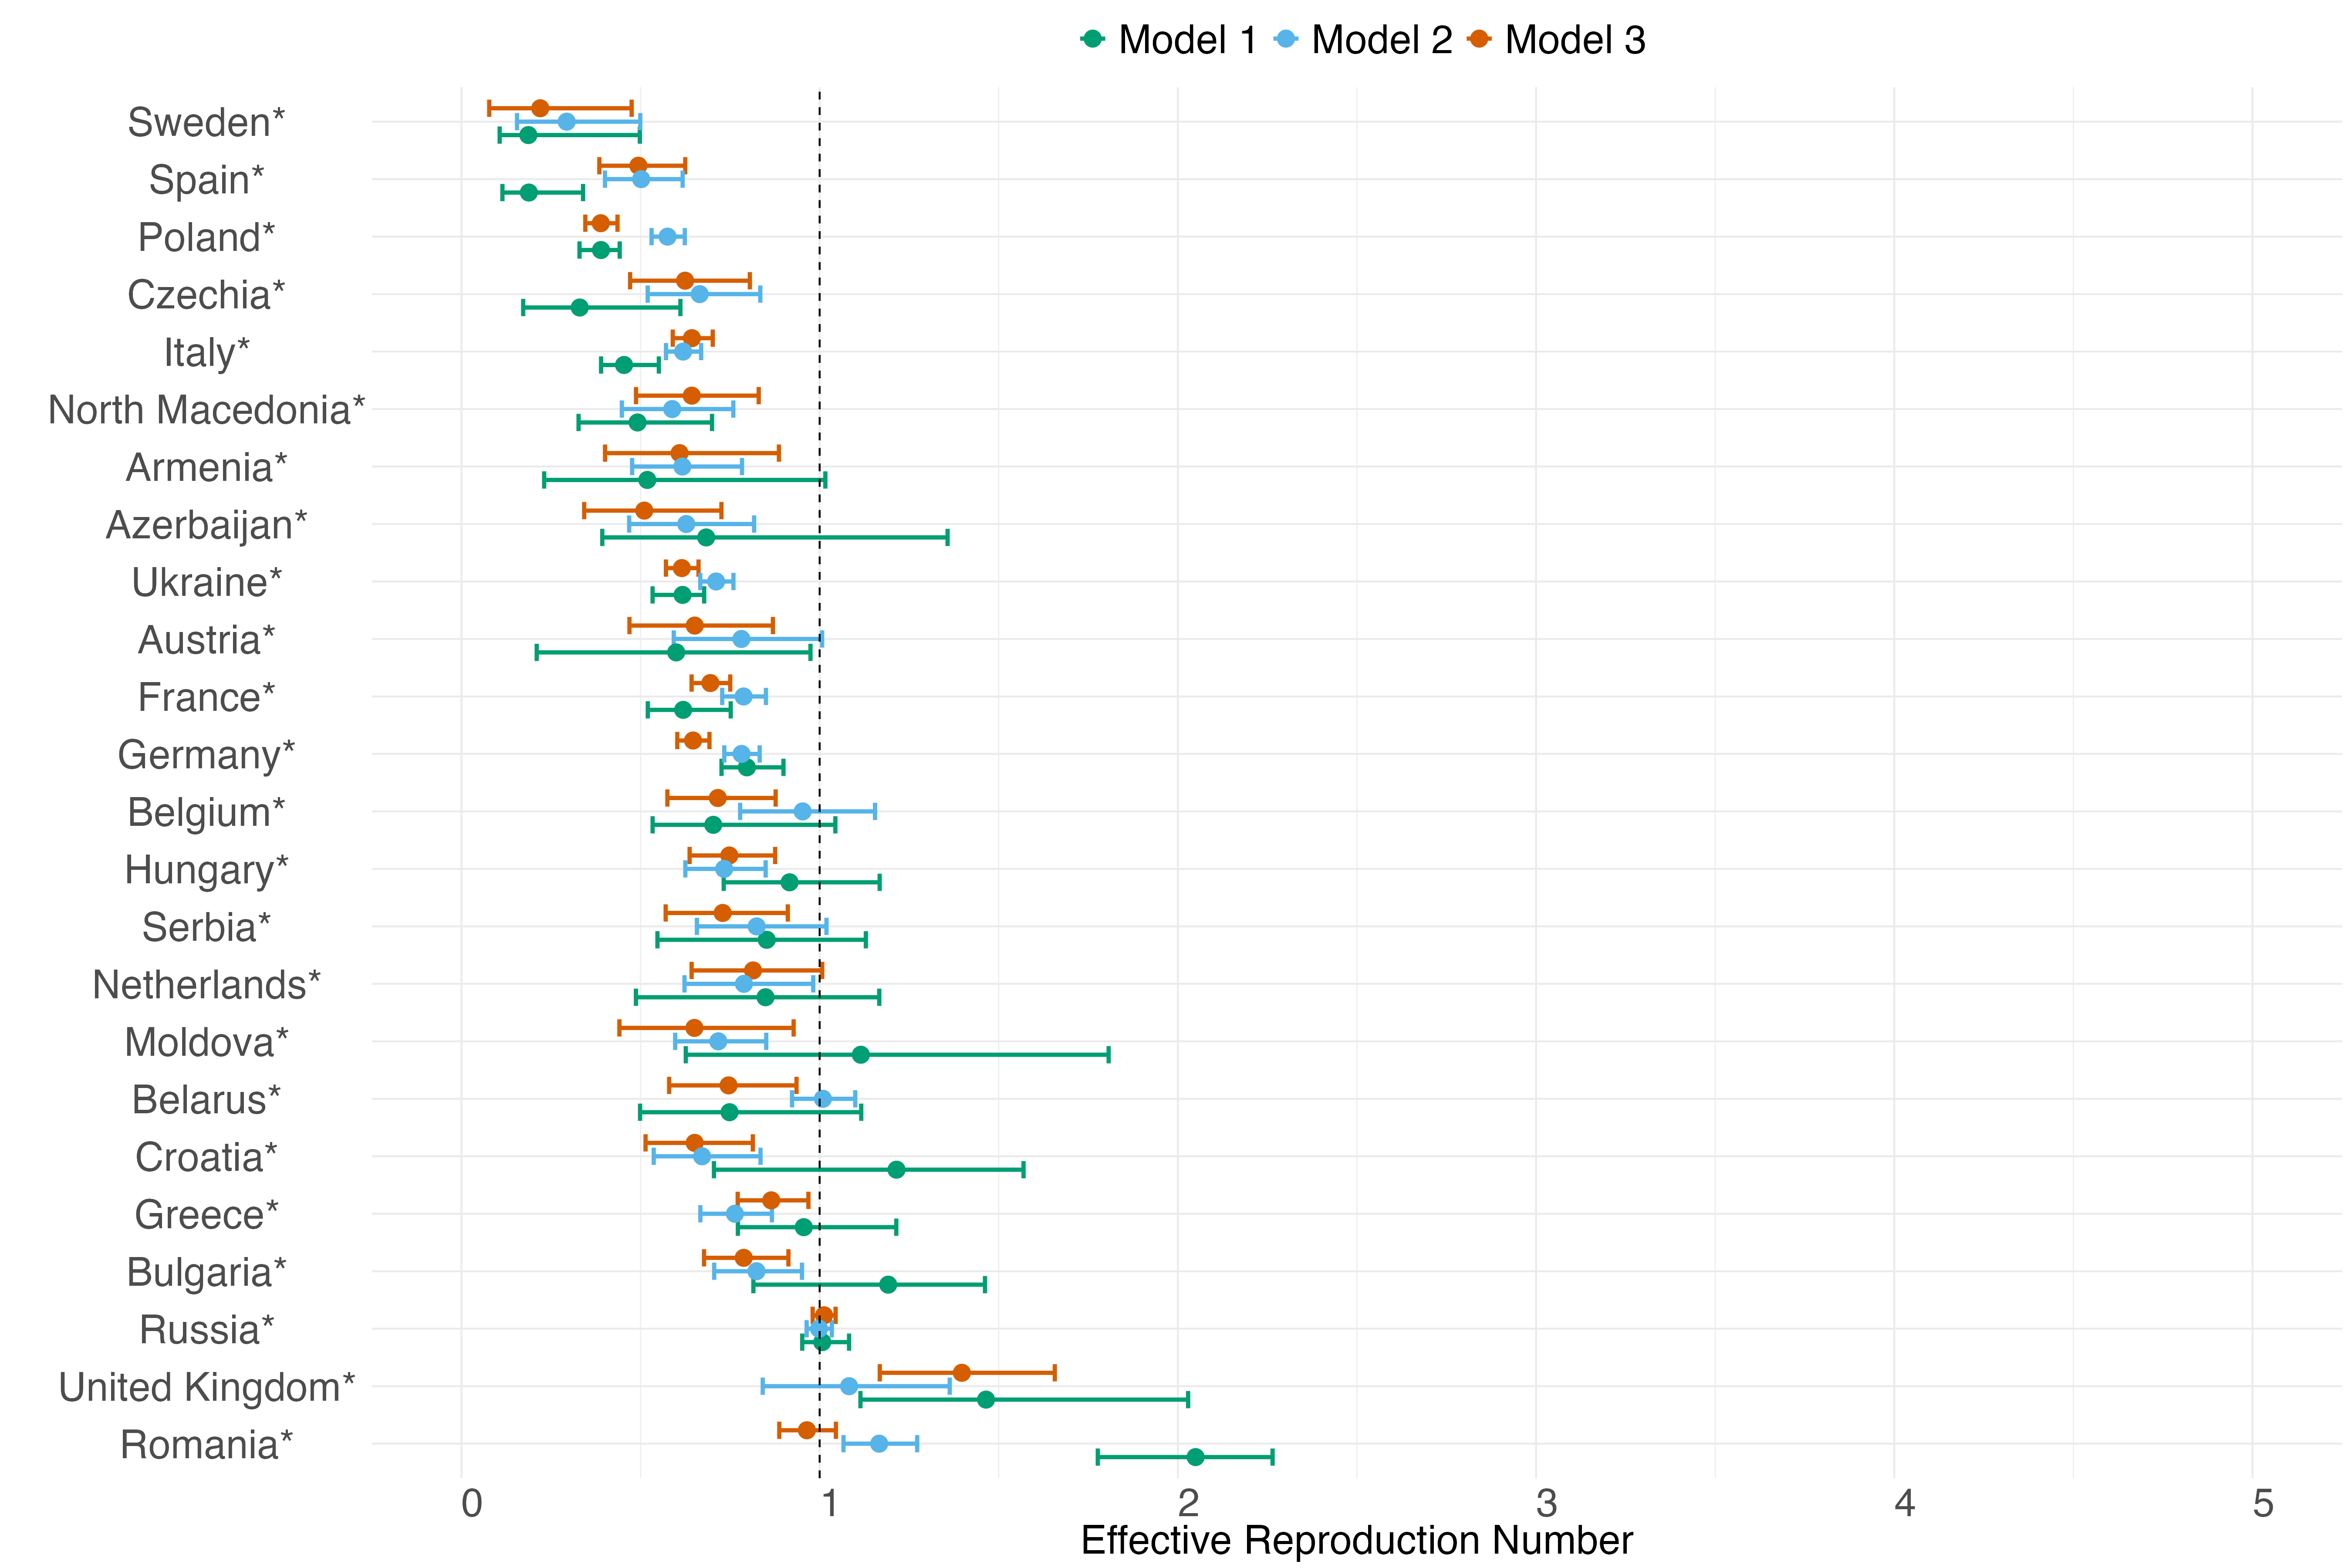 Model 1 Model 2 Model 3
Sweden*
Spain*
Poland*
Czechia*
Italy*
North Macedonia*
Armenia*
Azerbaijan*
Ukraine*
Austria*
France*
Germany*
Belgium*
Hungary*
Serbia*
Netherlands*
Moldova*
Belarus*
Croatia*
Greece*
Bulgaria*
Russia*
United Kingdom*
Romania*
0 1 2 3 4 5
Effective Reproduction Number